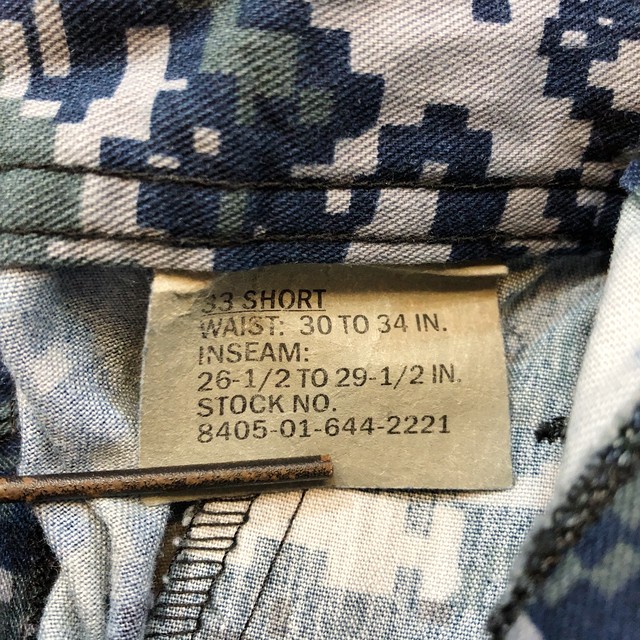 33 SHORT
WAIST: 30 TO 34 IN.
INSEAM:
26-1/2 TO 29-1/2 IN.
STOCK NO.
8405-01-644-2221